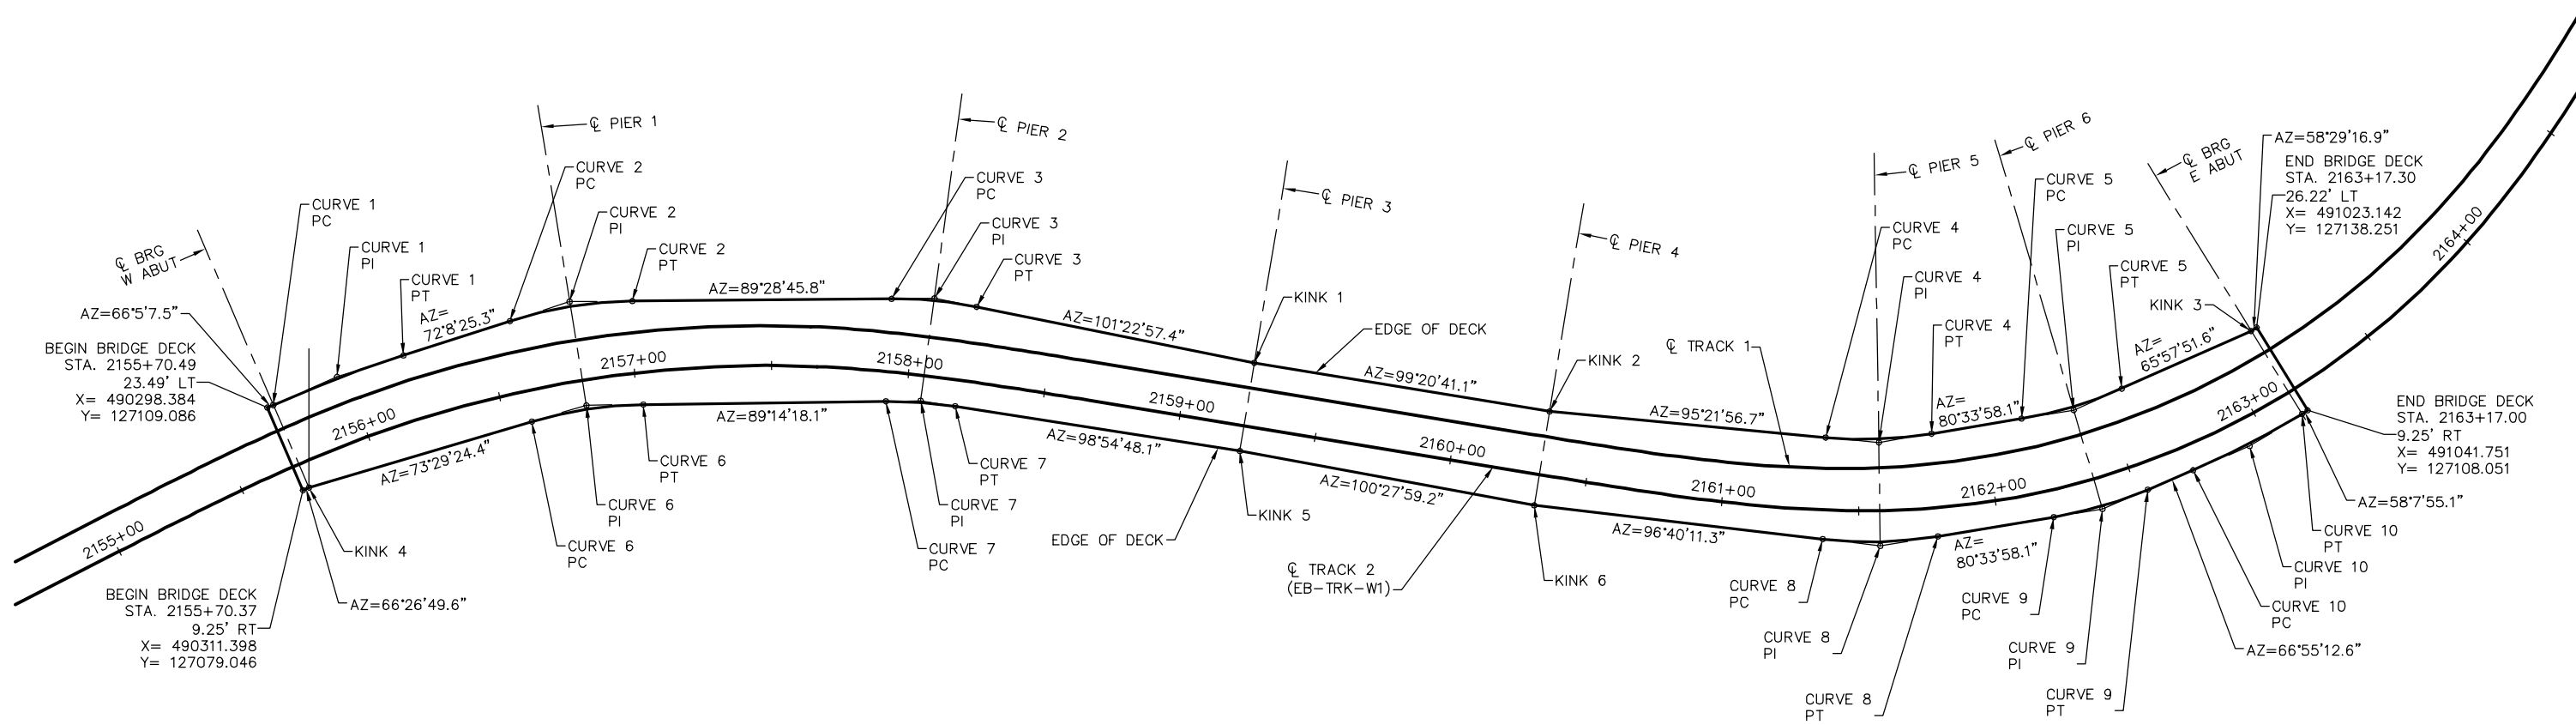 ℄ BRG
W ABUT
AZ=66°5'7.5"
BEGIN BRIDGE DECK
STA. 2155+70.49
23.49' LT
X= 490298.384
Y= 127109.086
CURVE 1
PC
CURVE 1
PI
CURVE 1
PT
AZ=
72°8'25.3"
℄ PIER 1
CURVE 2
PC
CURVE 2
PI
CURVE 2
PT
AZ=89°28'45.8"
℄ PIER 2
CURVE 3
PC
CURVE 3
PI
CURVE 3
PT
AZ=101°22'57.4"
℄ PIER 3
KINK 1
EDGE OF DECK
AZ=99°20'41.1"
℄ PIER 4
KINK 2
℄ TRACK 1
AZ=95°21'56.7"
℄ PIER 5
CURVE 4
PC
CURVE 4
PI
CURVE 4
PT
AZ=
80°33'58.1"
℄ PIER 6
CURVE 5
PC
CURVE 5
PI
CURVE 5
PT
AZ=
65°57'51.6"
℄ BRG
E ABUT
KINK 3
AZ=58°29'16.9"
END BRIDGE DECK
STA. 2163+17.30
26.22' LT
X= 491023.142
Y= 127138.251
2155+00
2156+00
2157+00
2158+00
2159+00
2160+00
2161+00
2162+00
2163+00
2164+00
BEGIN BRIDGE DECK
STA. 2155+70.37
9.25' RT
X= 490311.398
Y= 127079.046
AZ=66°26'49.6"
KINK 4
AZ=73°29'24.4"
CURVE 6
PC
CURVE 6
PI
CURVE 6
PT
AZ=89°14'18.1"
CURVE 7
PC
CURVE 7
PI
CURVE 7
PT
AZ=98°54'48.1"
EDGE OF DECK
KINK 5
AZ=100°27'59.2"
℄ TRACK 2
(EB-TRK-W1)
KINK 6
AZ=96°40'11.3"
CURVE 8
PC
CURVE 8
PI
CURVE 8
PT
AZ=
80°33'58.1"
CURVE 9
PC
CURVE 9
PI
CURVE 9
PT
AZ=66°55'12.6"
CURVE 10
PC
CURVE 10
PI
CURVE 10
PT
AZ=58°7'55.1"
END BRIDGE DECK
STA. 2163+17.00
9.25' RT
X= 491041.751
Y= 127108.051